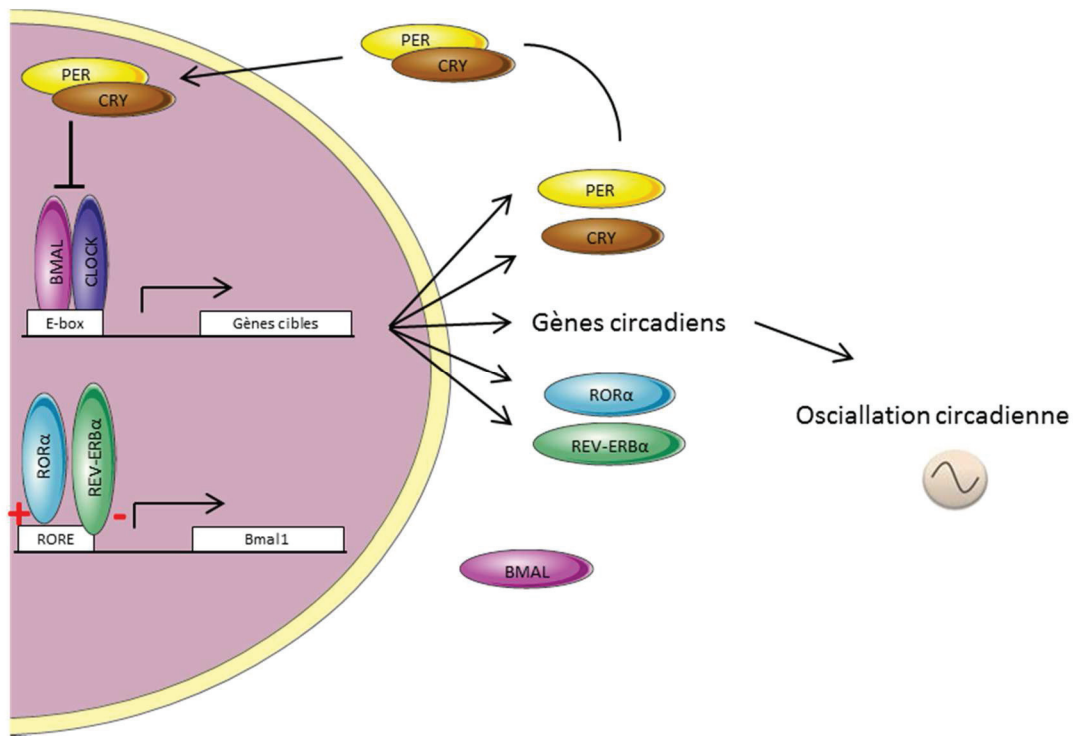 PER
CRY
PER
CRY
BMAL
CLOCK
E-box
Gènes cibles
PER
CRY
Gènes circadiens
RORα
REV-ERBα
Osciallation circadienne
RORα
REV-ERBα
+
-
RORE
Bmal1
BMAL